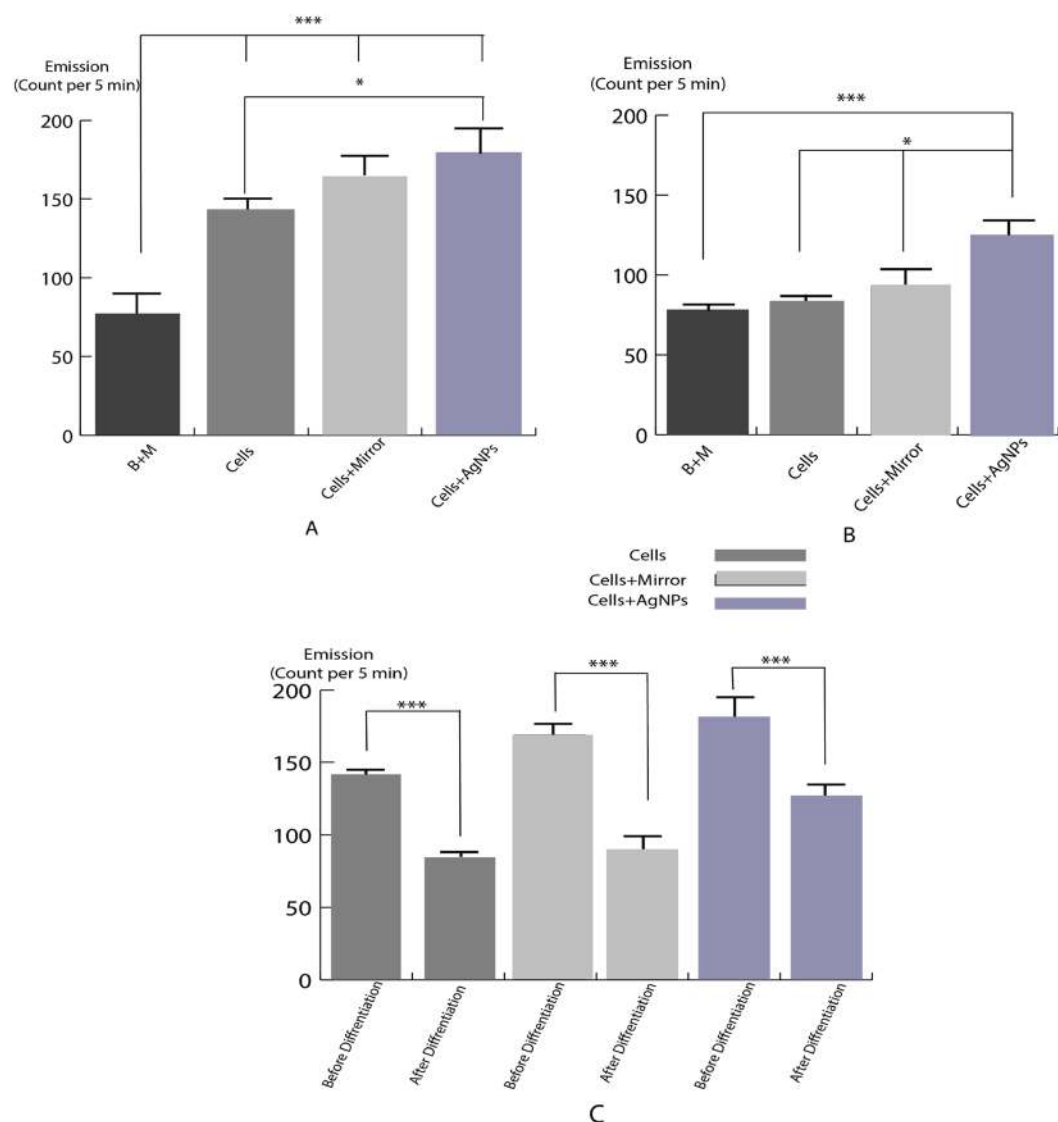 ***
*
Emission
(Count per 5 min)
200
150
100
50
0
B+M
Cells
Cells+Mirror
Cells+AgNPs
A
Emission
(Count per 5 min)
***
*
200
150
100
50
0
B+M
Cells
Cells+Mirror
Cells+AgNPs
B
Cells
Cells+Mirror
Cells+AgNPs
Emission
(Count per 5 min)
***
***
***
200
150
100
50
0
Before Diffrentiation
After Diffrentiation
Before Diffrentiation
After Diffrentiation
Before Diffrentiation
After Diffrentiation
C